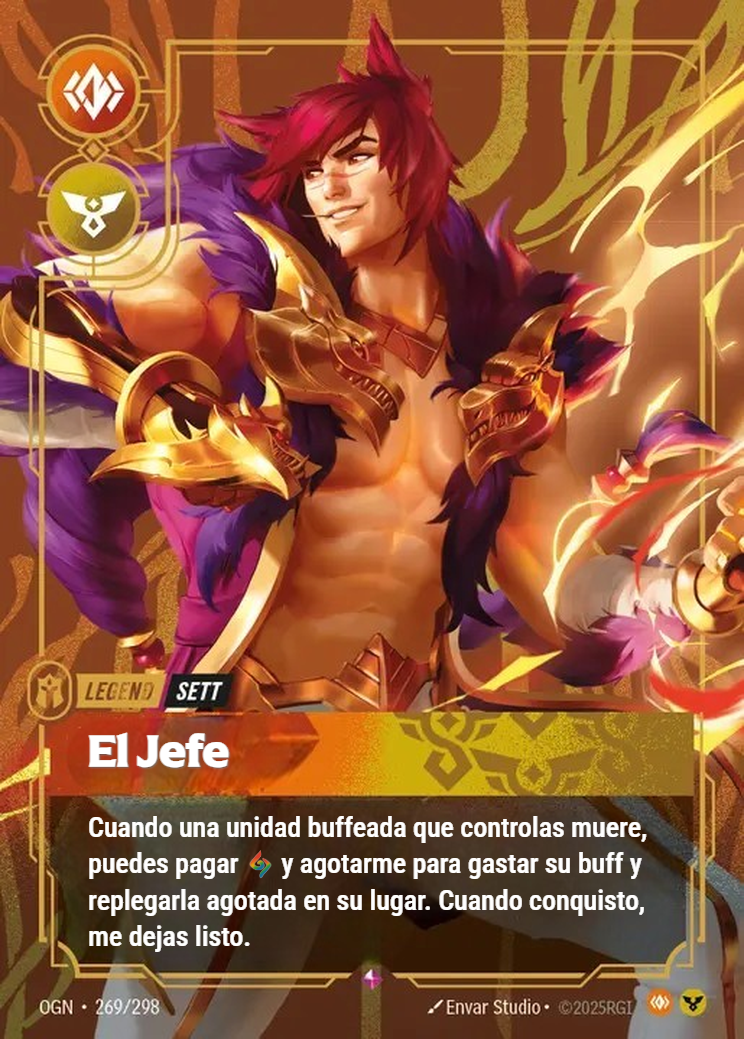 LEGEND SETT
El Jefe
Cuando una unidad buffeada que controlas muere,
puedes pagar y agotarme para gastar su buff y
replegarla agotada en su lugar. Cuando conquisto,
me dejas listo.
OGN • 269/298 Envar Studio • ©2025RGI